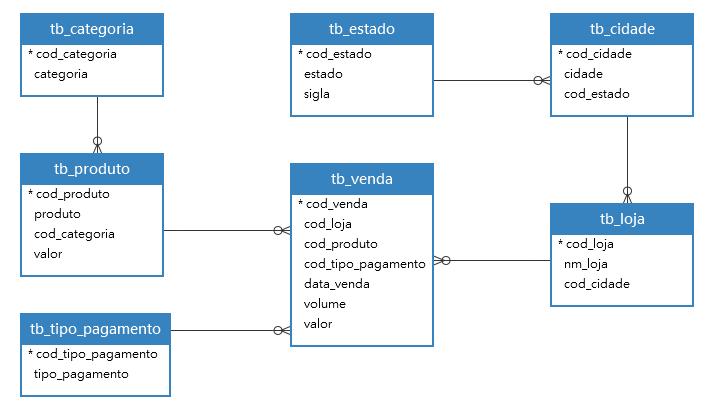 tb_categoria
* cod_categoria
categoria
tb_estado
* cod_estado
estado
sigla
tb_cidade
* cod_cidade
cidade
cod_estado
tb_produto
* cod_produto
produto
cod_categoria
valor
tb_venda
* cod_venda
cod_loja
cod_produto
cod_tipo_pagamento
data_venda
volume
valor
tb_loja
* cod_loja
nm_loja
cod_cidade
tb_tipo_pagamento
* cod_tipo_pagamento
tipo_pagamento